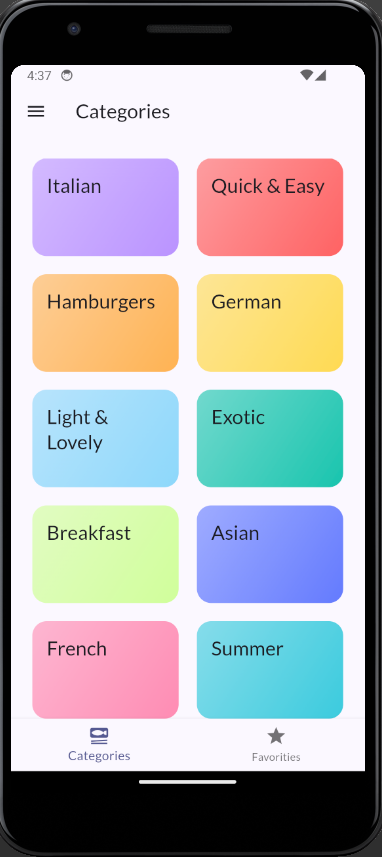 4:37
Categories
Italian
Quick & Easy
Hamburgers
German
Light &
Lovely
Exotic
Breakfast
Asian
French
Summer
Categories
Favorities